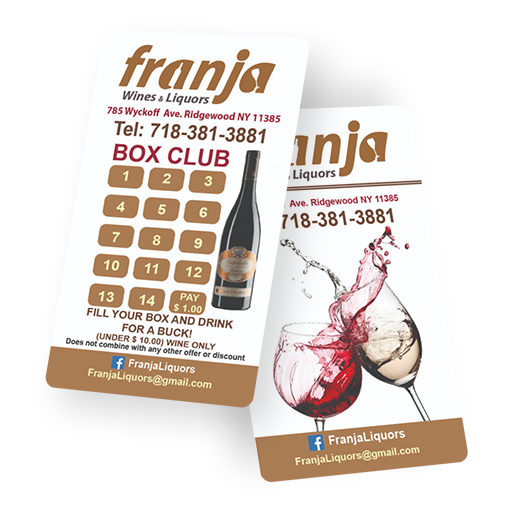 franja
Wines & Liquors
785 Wyckoff Ave. Ridgewood NY 11385
Tel: 718-381-3881
BOX CLUB
1 2 3
4 5 6
7 8 9
10 11 12
13 14 PAY $ 1.00
FILL YOUR BOX AND DRINK
FOR A BUCK!
(UNDER $ 10.00) WINE ONLY
Does not combine with any other offer or discount
FranjaLiquors
FranjaLiquors@gmail.com
anja
Liquors
Ave. Ridgewood NY 11385
718-381-3881
FranjaLiquors
FranjaLiquors@gmail.com